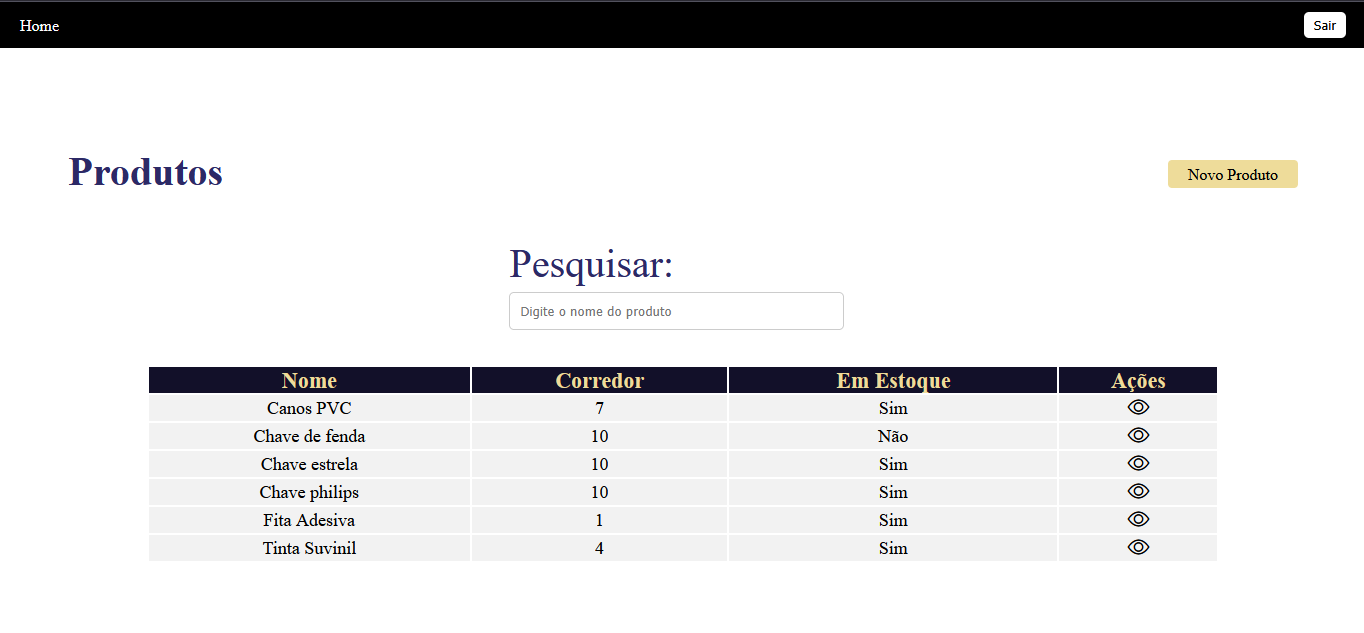 Home Sair
Produtos Novo Produto
Pesquisar:
Digite o nome do produto
Nome Corredor Em Estoque Ações
Canos PVC 7 Sim
Chave de fenda 10 Não
Chave estrela 10 Sim
Chave philips 10 Sim
Fita Adesiva 1 Sim
Tinta Suvinil 4 Sim